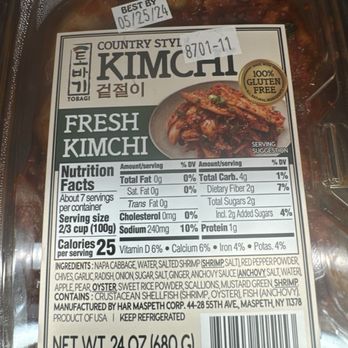 BEST BY
05/25/24
8701-11
COUNTRY STYL
KIMCHI
토바기
TOBAGI
겉절이
100%
GLUTEN
FREE
FRESH
KIMCHI
SERVING
SUGGESTION
Nutrition
Facts
About 7 servings
per container
Serving size
2/3 cup (100g)
Calories
per serving 25
Amount/serving % DV
Total Fat 0g 0%
Sat. Fat 0g 0%
Trans Fat 0g
Cholesterol 0mg 0%
Sodium 240mg 10%
Amount/serving % DV
Total Carb. 4g 1%
Dietary Fiber 2g 7%
Total Sugars 2g
Incl. 2g Added Sugars 4%
Protein 1g
Vitamin D 6% • Calcium 6% • Iron 4% • Potas. 4%
INGREDIENTS: NAPA CABBAGE, WATER, SALTED SHRIMP (SHRIMP, SALT), RED PEPPER POWDER,
CHIVES, GARLIC, RADISH, ONION, SUGAR, SALT, GINGER, ANCHOVY SAUCE (ANCHOVY, SALT, WATER),
APPLE, PEAR, OYSTER, SWEET RICE POWDER, SCALLIONS, MUSTARD GREEN, SHRIMP
CONTAINS: CRUSTACEAN SHELLFISH (SHRIMP, OYSTER), FISH (ANCHOVY).
MANUFACTURED BY HAR MASPETH CORP. 44-28 55TH AVE., MASPETH, NY 11378
PRODUCT OF USA | KEEP REFRIGERATED
NET WT. 24 OZ (680 G)